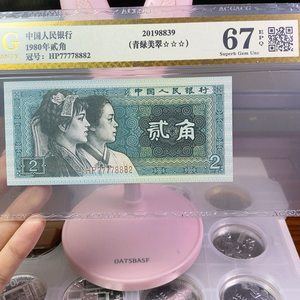 G
中国人民银行
1980年贰角
冠号：HP77778882
20198839
（青绿美翠☆☆☆）
67 EPQ
Superb Gem Unc
中国人民银行
贰角
2
2
HP77778882
OATSBASF